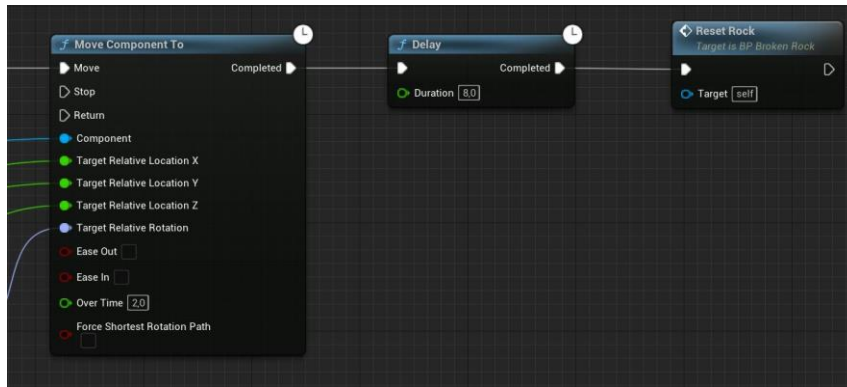 Move Component To
Move Completed
Stop
Return
Component
Target Relative Location X
Target Relative Location Y
Target Relative Location Z
Target Relative Rotation
Ease Out
Ease In
Over Time 2,0
Force Shortest Rotation Path
Delay
Completed
Duration 8,0
Reset Rock
Target is BP Broken Rock
Target self